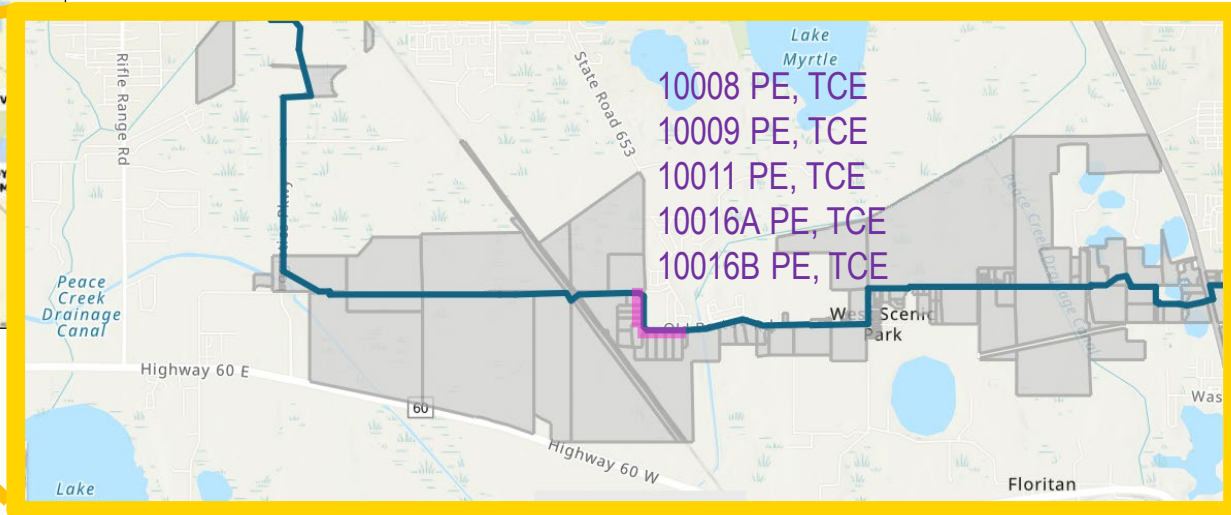 Lake
Myrtle
Rifle Range Rd
State Road 653
10008 PE, TCE
10009 PE, TCE
10011 PE, TCE
10016A PE, TCE
10016B PE, TCE
Peace Creek Drainage Canal
Peace
Creek
Drainage
Canal
West Scenic
Park
Old
Highway 60 E
60
Highway 60 W
Was
Lake
Floritan